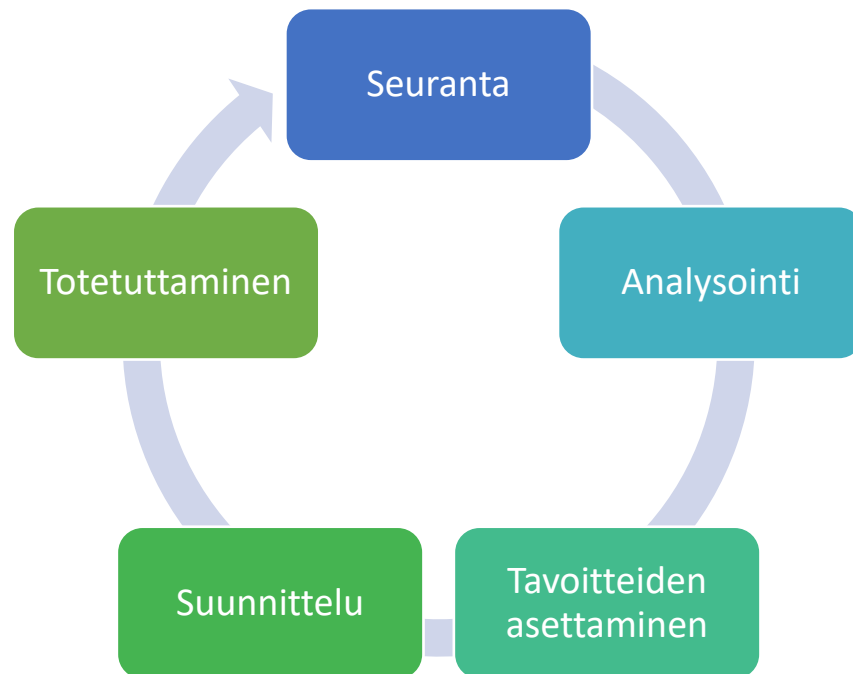 Seuranta
Analysointi
Tavoitteiden
asettaminen
Suunnittelu
Totetuttaminen